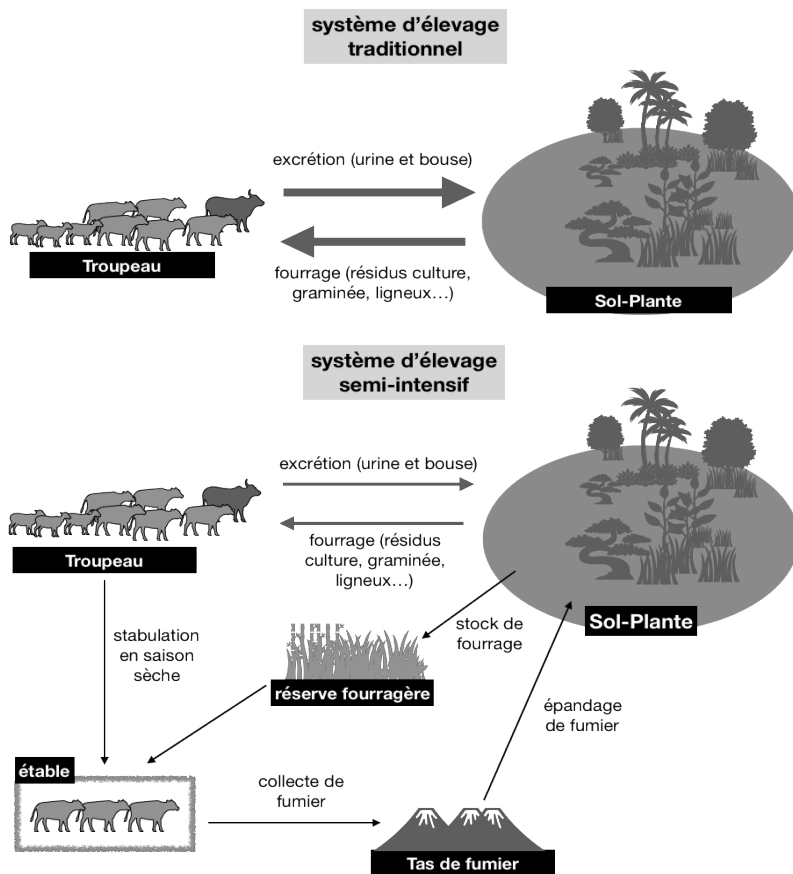 système d'élevage
traditionnel
excrétion (urine et bouse)
Troupeau
fourrage (résidus culture,
graminée, ligneux…)
Sol-Plante
système d'élevage
semi-intensif
excrétion (urine et bouse)
Troupeau
fourrage (résidus
culture, graminée,
ligneux…)
Sol-Plante
stabulation
en saison
sèche
stock de
fourrage
réserve fourragère
épandage
de fumier
étable
collecte de
fumier
Tas de fumier